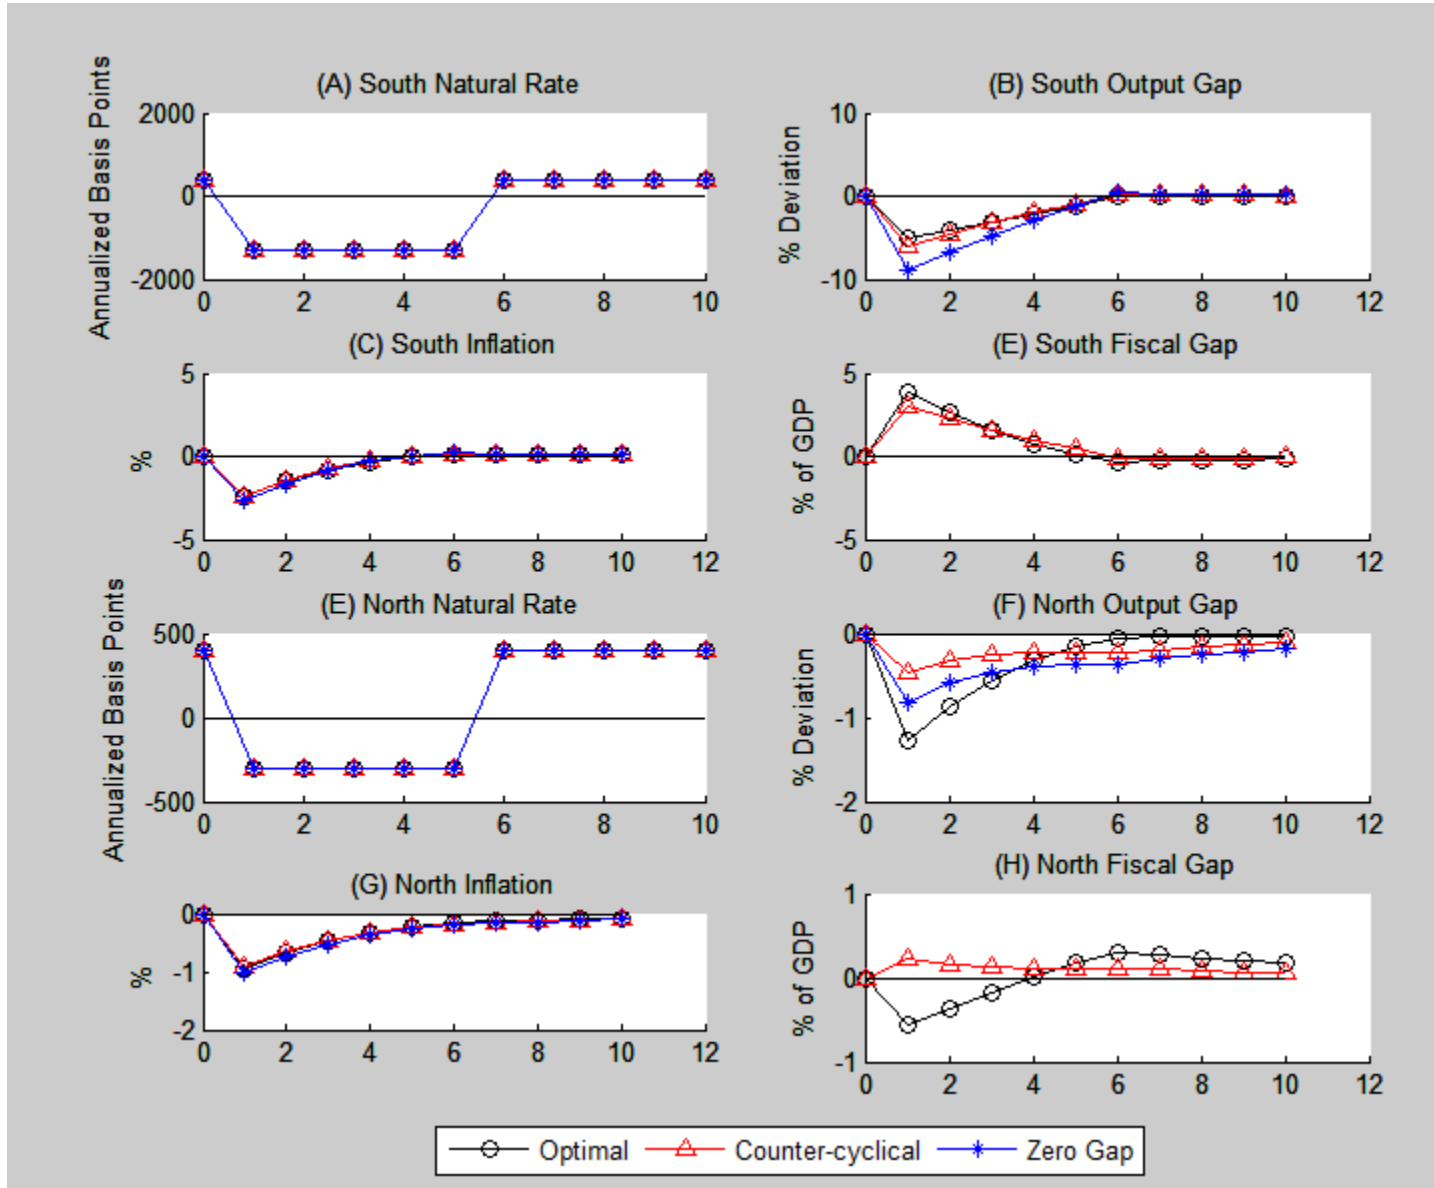 (A) South Natural Rate
Annualized Basis Points
2000
0
-2000
0 2 4 6 8 10
(B) South Output Gap
% Deviation
10
0
-10
0 2 4 6 8 10 12
(C) South Inflation
%
5
0
-5
0 2 4 6 8 10 12
(E) South Fiscal Gap
% of GDP
5
0
-5
0 2 4 6 8 10 12
(E) North Natural Rate
Annualized Basis Points
500
0
-500
0 2 4 6 8 10
(F) North Output Gap
% Deviation
0
-1
-2
0 2 4 6 8 10 12
(G) North Inflation
%
0
-1
-2
0 2 4 6 8 10 12
(H) North Fiscal Gap
% of GDP
1
0
-1
0 2 4 6 8 10 12
Optimal Counter-cyclical Zero Gap